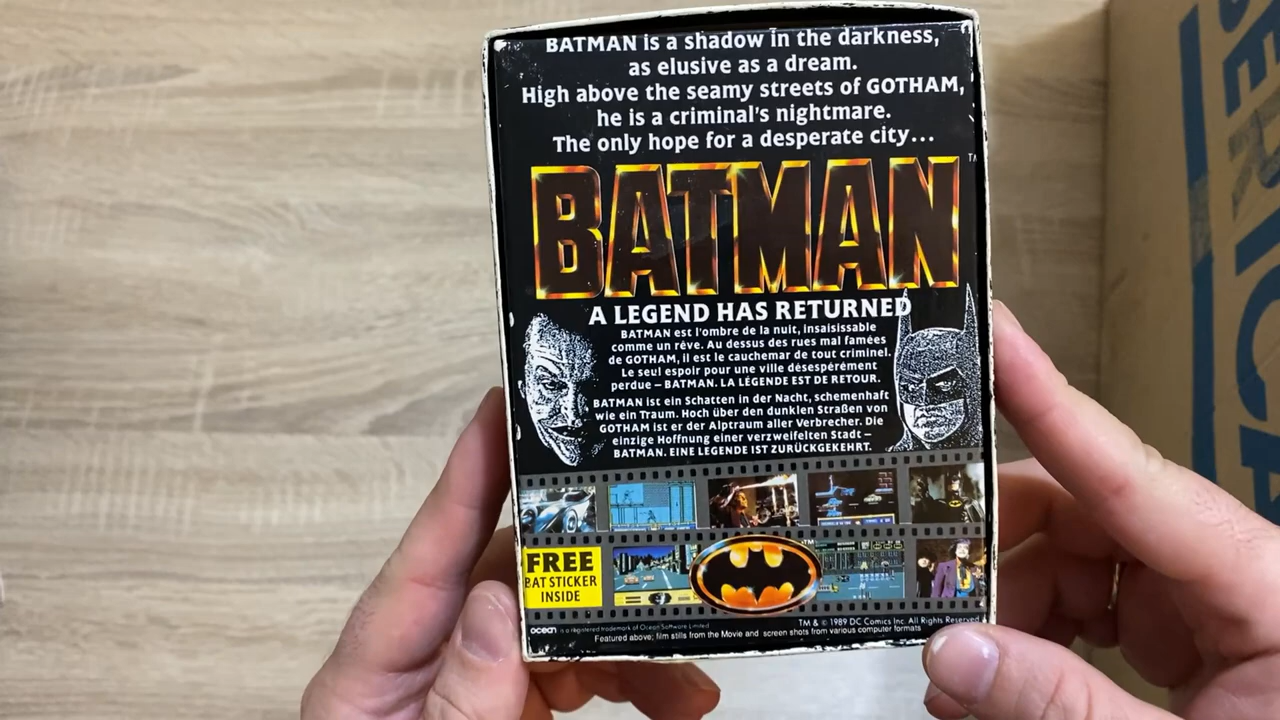 BATMAN is a shadow in the darkness,
as elusive as a dream.
High above the seamy streets of GOTHAM,
he is a criminal's nightmare.
The only hope for a desperate city...
BATMAN
A LEGEND HAS RETURNED
BATMAN est l'ombre de la nuit, insaisissable
comme un rêve. Au dessus des rues mal famées
de GOTHAM, il est le cauchemar de tout criminel.
Le seul espoir pour une ville désespérément
perdue – BATMAN. LA LÉGENDE EST DE RETOUR.
BATMAN ist ein Schatten in der Nacht, schemenhaft
wie ein Traum. Hoch über den dunklen Straßen von
GOTHAM ist er der Alptraum aller Verbrecher. Die
einzige Hoffnung einer verzweifelten Stadt –
BATMAN. EINE LEGENDE IST ZURÜCKGEKEHRT.
FREE
BAT STICKER
INSIDE
TM
ocean is a registered trademark of Ocean Software Limited
TM & © 1989 DC Comics Inc. All Rights Reserved
Featured above; film stills from the Movie and screen shots from various computer formats